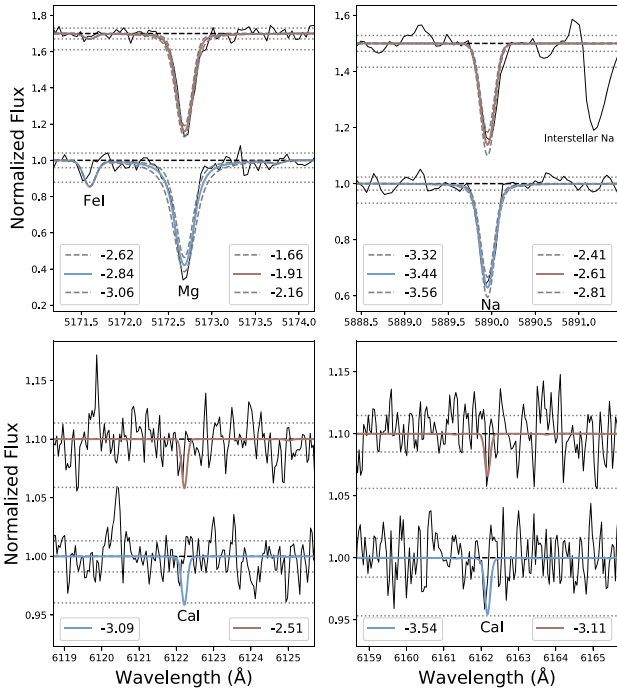 1.8
1.6
1.4
1.2
1.0
0.8
0.6
0.4
0.2
Normalized Flux
FeI
Mg
-2.62
-2.84
-3.06
-1.66
-1.91
-2.16
5171.5 5172.0 5172.5 5173.0 5173.5 5174.0
1.6
1.4
1.2
1.0
0.8
0.6
Interstellar Na
Na
-3.32
-3.44
-3.56
-2.41
-2.61
-2.81
5888.5 5889.0 5889.5 5890.0 5890.5 5891.0
1.15
1.10
1.05
1.00
0.95
Normalized Flux
CaI
-3.09
-2.51
6119 6120 6121 6122 6123 6124 6125
Wavelength (Å)
1.15
1.10
1.05
1.00
0.95
CaI
-3.54
-3.11
6159 6160 6161 6162 6163 6164 6165
Wavelength (Å)